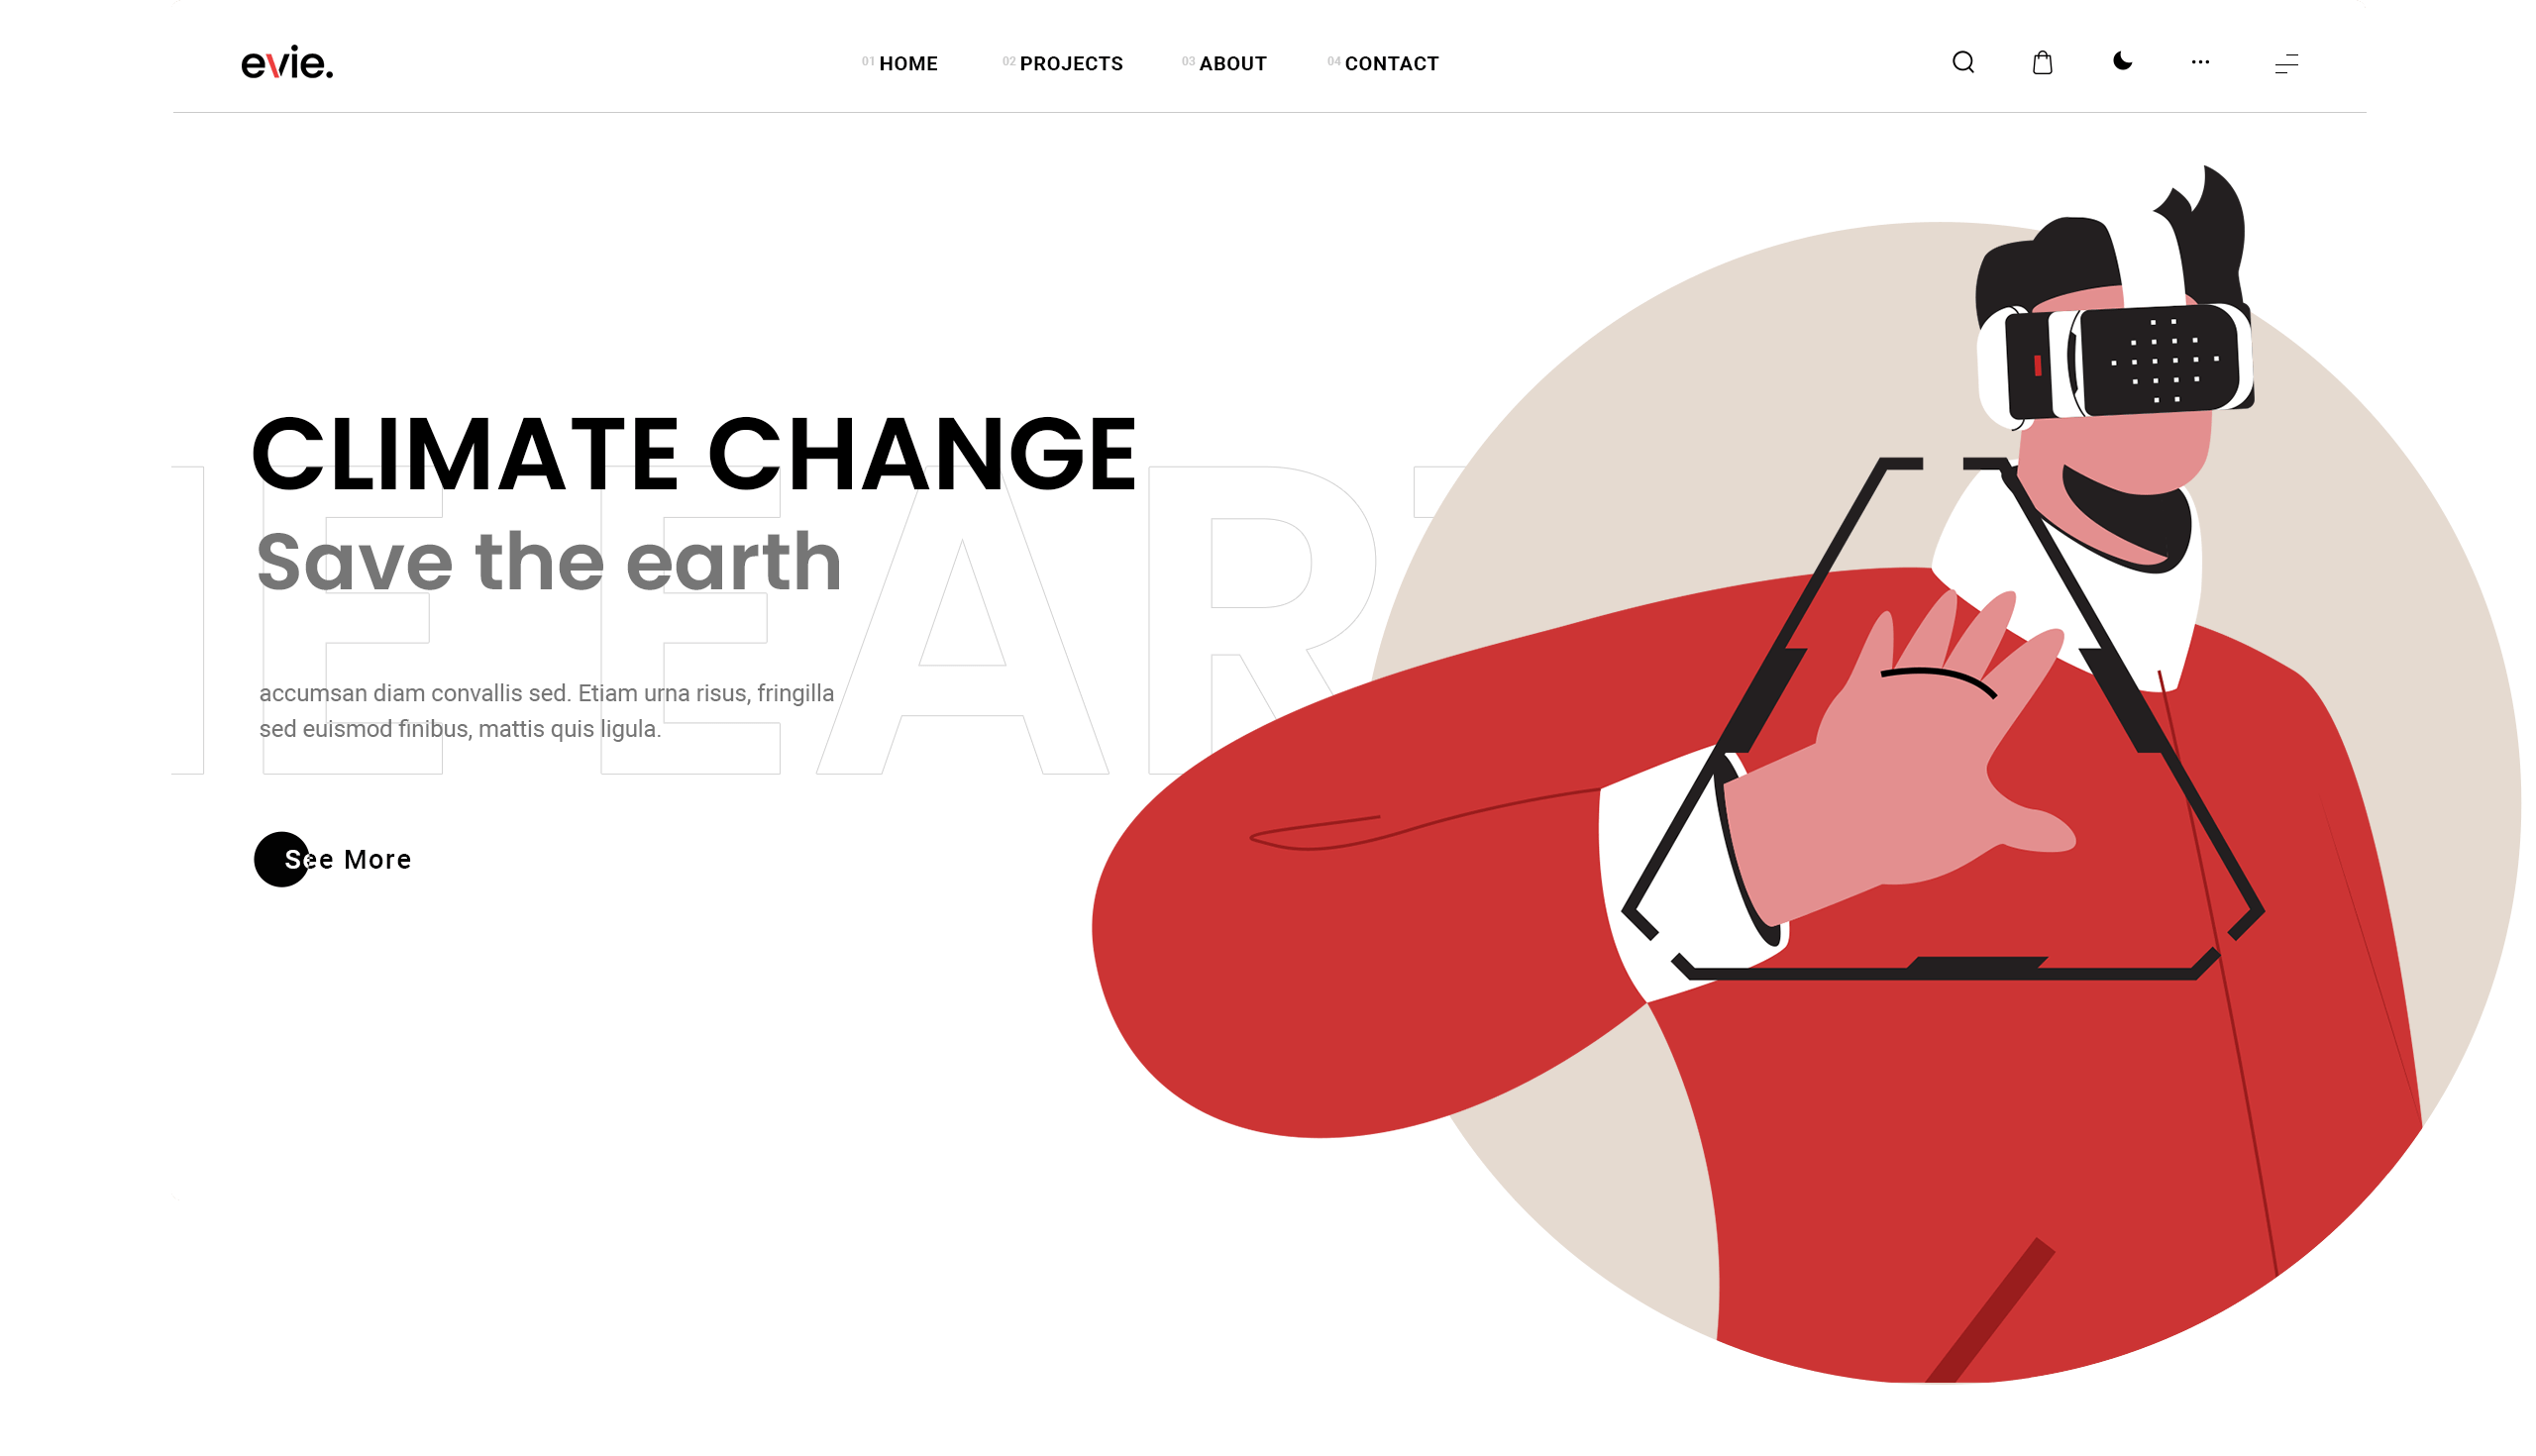 evie.
01 HOME 02 PROJECTS 03 ABOUT 04 CONTACT
CLIMATE CHANGE
Save the earth
EART
accumsan diam convallis sed. Etiam urna risus, fringilla
sed euismod finibus, mattis quis ligula.
See More